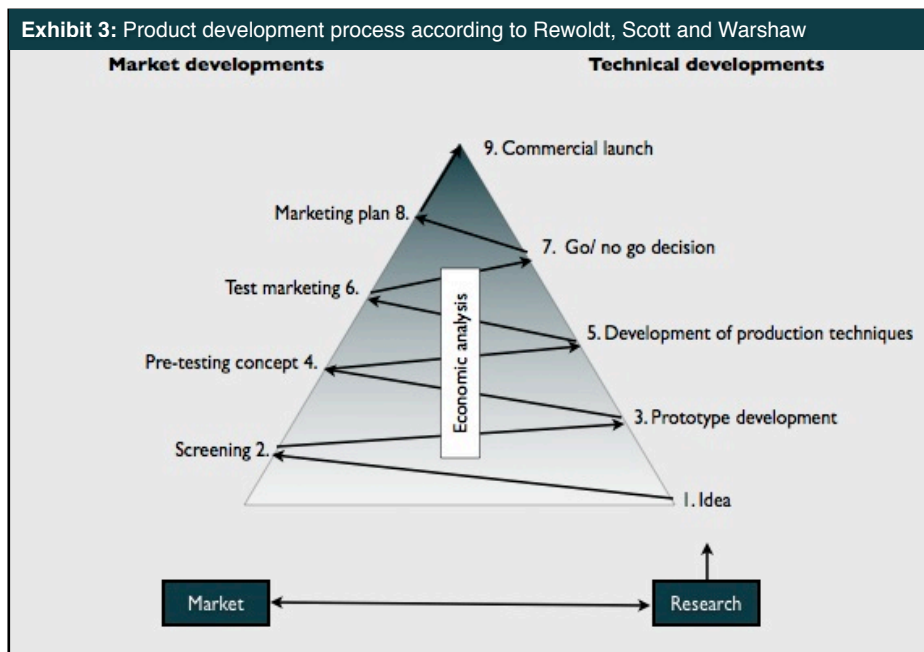 Exhibit 3: Product development process according to Rewoldt, Scott and Warshaw
Market developments
Technical developments
9. Commercial launch
Marketing plan 8.
7. Go/ no go decision
Test marketing 6.
5. Development of production techniques
Pre-testing concept 4.
Economic analysis
3. Prototype development
Screening 2.
1. Idea
Market
Research